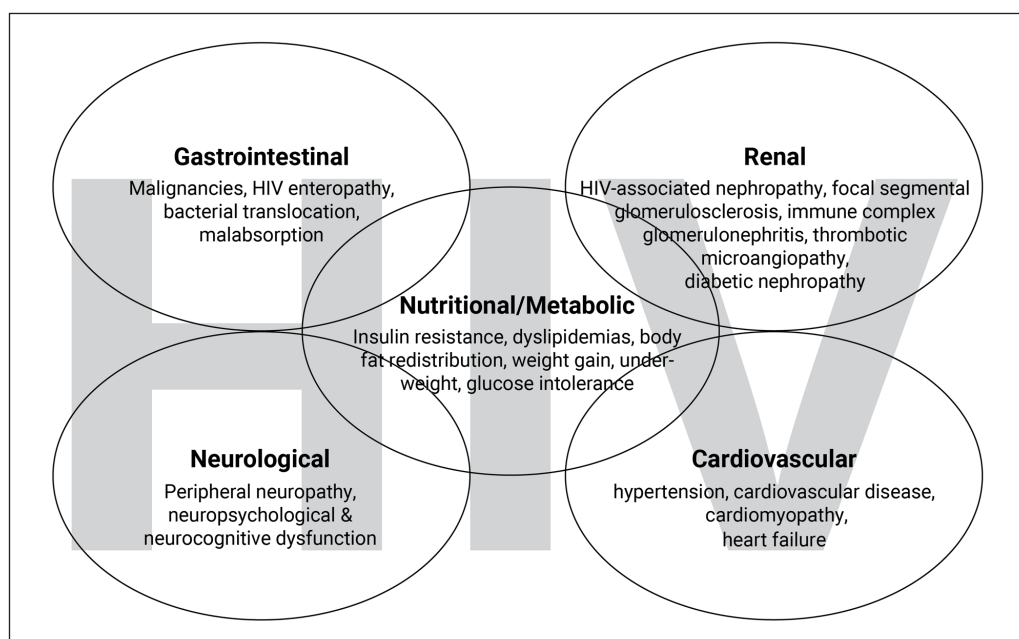 HIV
Gastrointestinal
Malignancies, HIV enteropathy,
bacterial translocation,
malabsorption
Renal
HIV-associated nephropathy, focal segmental
glomerulosclerosis, immune complex
glomerulonephritis, thrombotic
microangiopathy,
diabetic nephropathy
Nutritional/Metabolic
Insulin resistance, dyslipidemias, body
fat redistribution, weight gain, under-
weight, glucose intolerance
Neurological
Peripheral neuropathy,
neuropsychological &
neurocognitive dysfunction
Cardiovascular
hypertension, cardiovascular disease,
cardiomyopathy,
heart failure